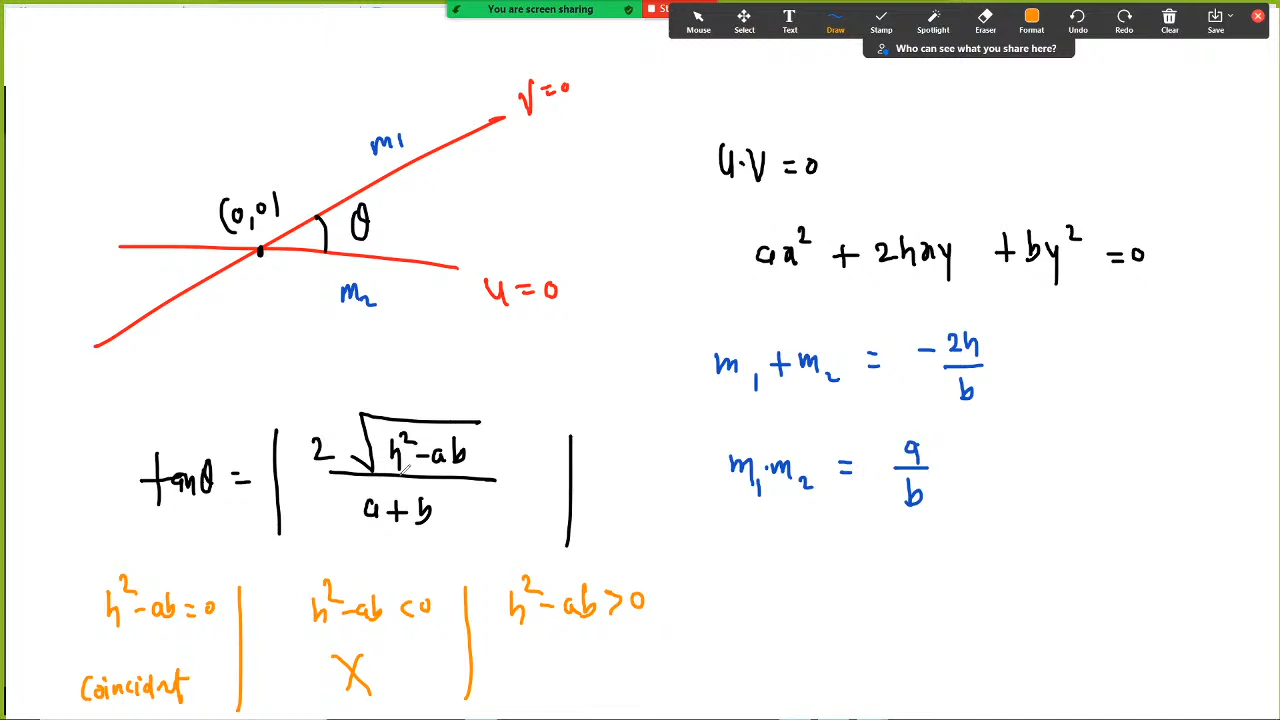 You are screen sharing
St
Mouse Select Text Draw Stamp Spotlight Eraser Format Undo Redo Clear Save
Who can see what you share here?
V=0
m1
(0,0)
θ
m₂
u=0
u·v=0
ax² + 2hxy + by² = 0
m₁+m₂ = -2h/b
m₁·m₂ = a/b
tanθ = | 2√(h²-ab) / a+b |
h²-ab=0 | h²-ab<0 | h²-ab>0
Coincidnt | X |